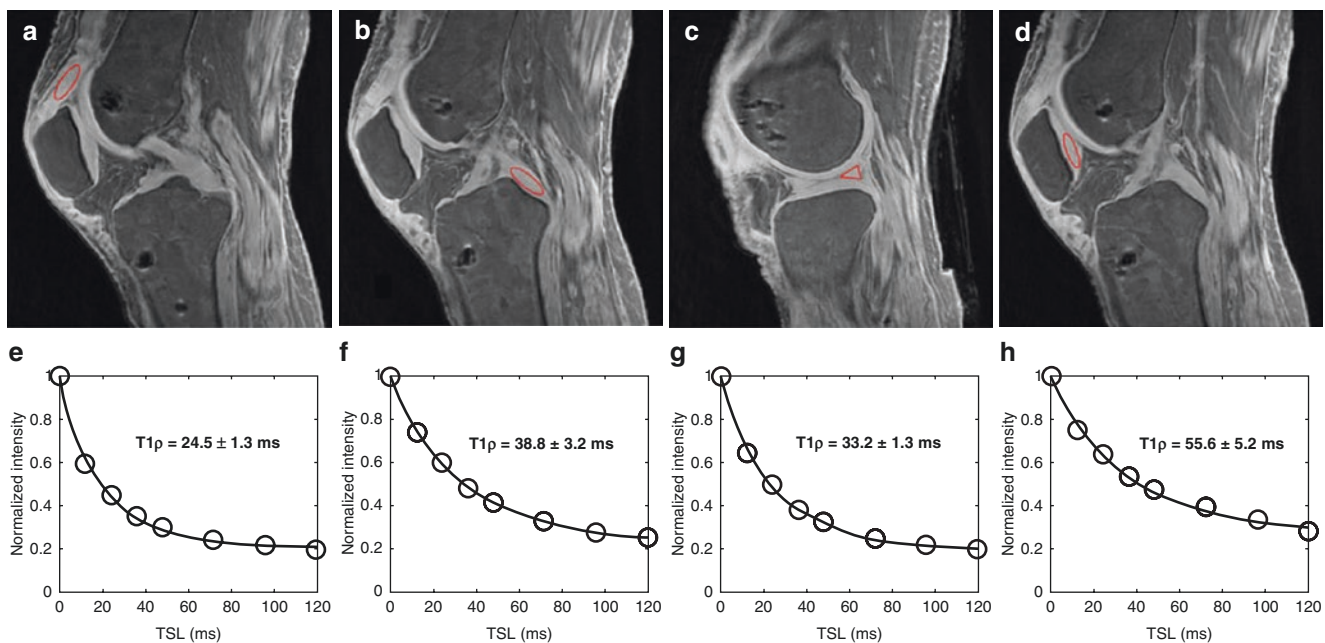 a
b
c
d
e
f
g
h
Normalized intensity
1
0.8
0.6
0.4
0.2
0
T1ρ = 24.5 ± 1.3 ms
0 20 40 60 80 100 120
TSL (ms)
Normalized intensity
1
0.8
0.6
0.4
0.2
0
T1ρ = 38.8 ± 3.2 ms
0 20 40 60 80 100 120
TSL (ms)
Normalized intensity
1
0.8
0.6
0.4
0.2
0
T1ρ = 33.2 ± 1.3 ms
0 20 40 60 80 100 120
TSL (ms)
Normalized intensity
1
0.8
0.6
0.4
0.2
0
T1ρ = 55.6 ± 5.2 ms
0 20 40 60 80 100 120
TSL (ms)